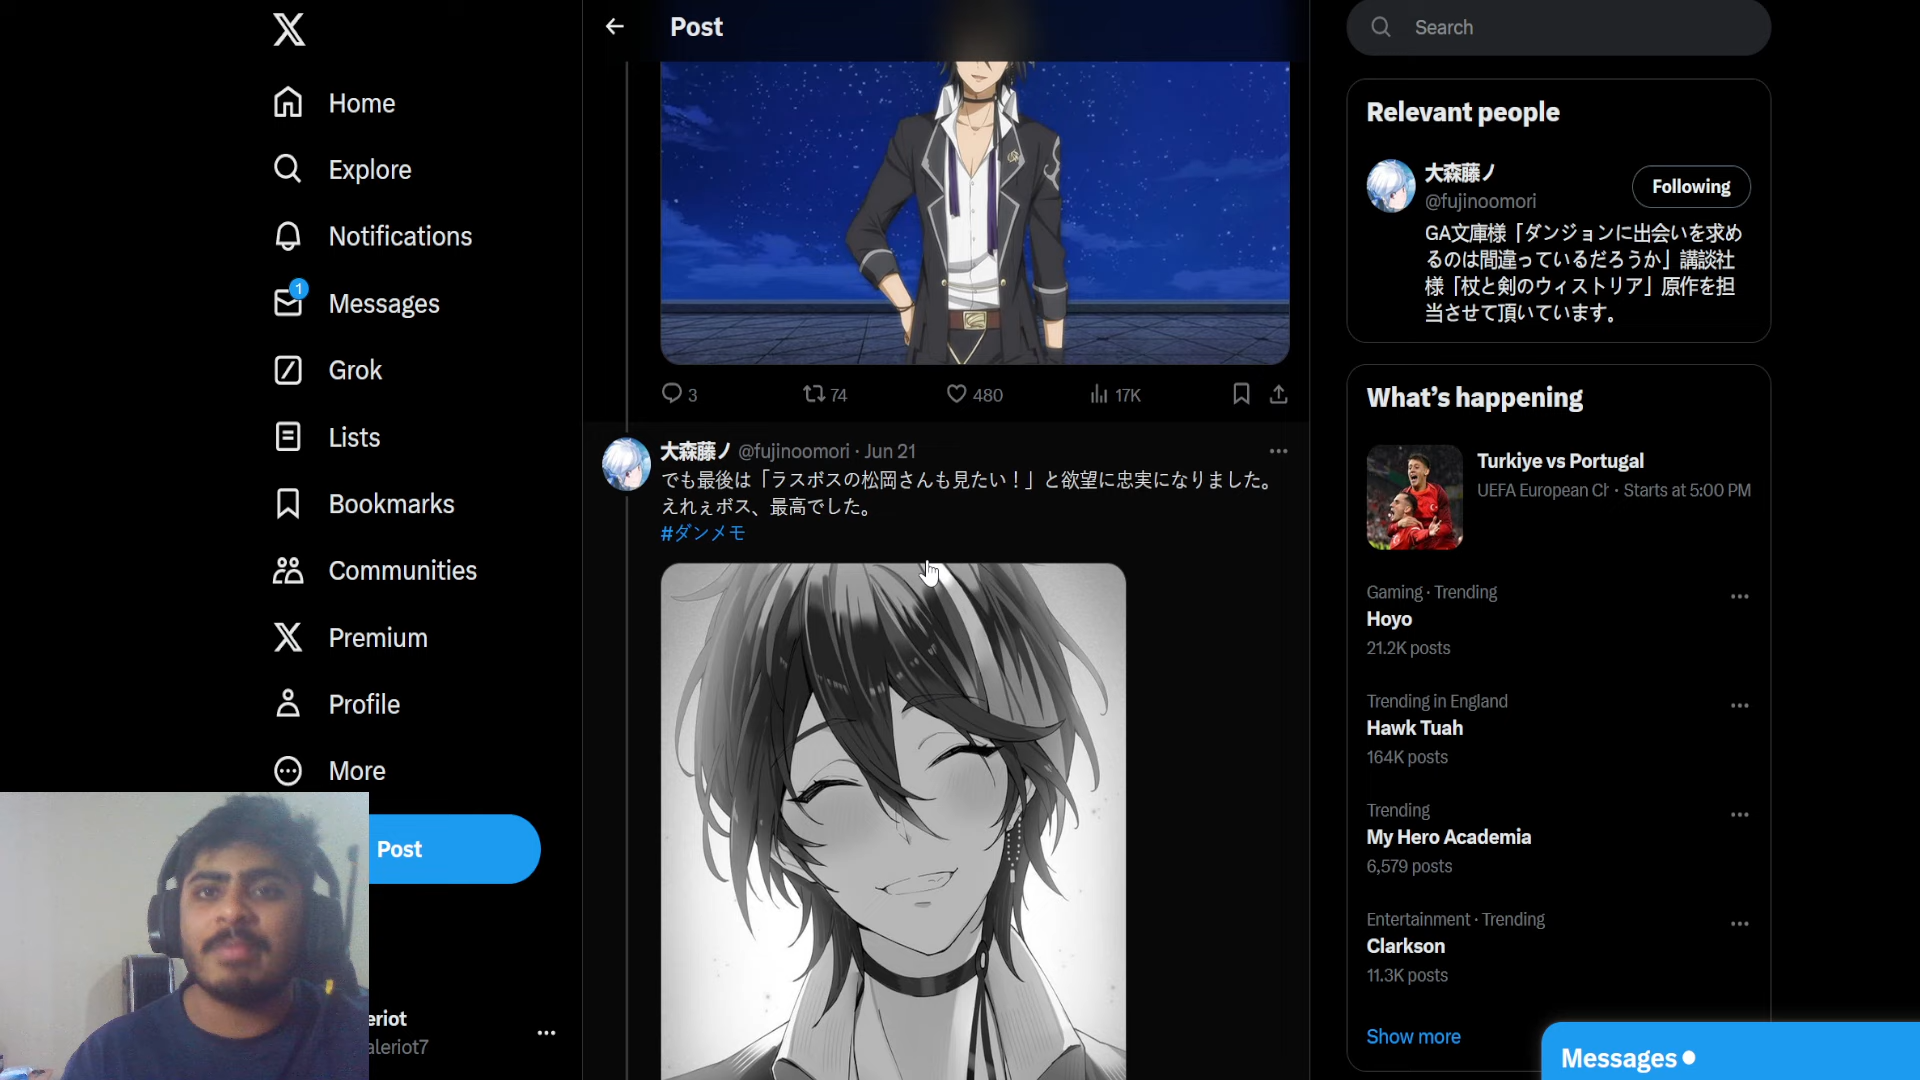 Home
Explore
Notifications
1
Messages
Grok
Lists
Bookmarks
Communities
Premium
Profile
More
Post
eriot
aleriot7
Post
3
74
480
17K
大森藤ノ @fujinoomori · Jun 21
でも最後は「ラスボスの松岡さんも見たい！」と欲望に忠実になりました。
えれぇボス、最高でした。
#ダンメモ
Search
Relevant people
大森藤ノ
@fujinoomori
Following
GA文庫様「ダンジョンに出会いを求め
るのは間違っているだろうか」講談社
様「杖と剣のウィストリア」原作を担
当させて頂いています。
What's happening
Turkiye vs Portugal
UEFA European Cr · Starts at 5:00 PM
Gaming · Trending
Hoyo
21.2K posts
Trending in England
Hawk Tuah
164K posts
Trending
My Hero Academia
6,579 posts
Entertainment · Trending
Clarkson
11.3K posts
Show more
Messages